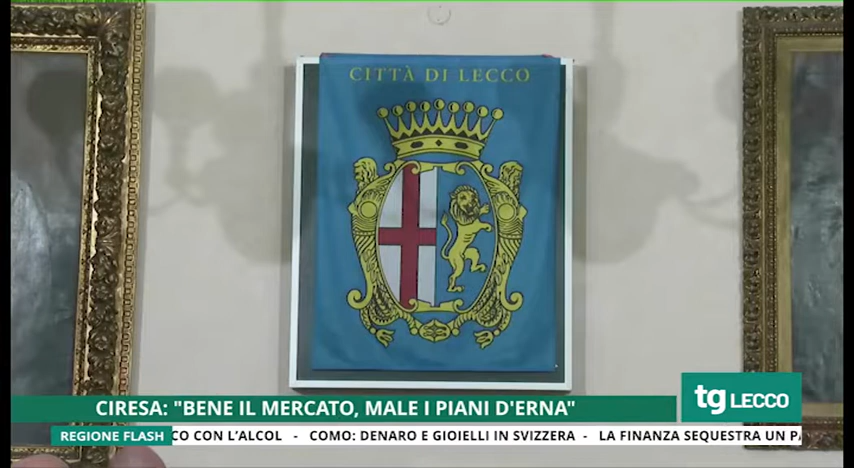 CITTÀ DI LECCO
CIRESA: "BENE IL MERCATO, MALE I PIANI D'ERNA"
tg LECCO
REGIONE FLASH
CO CON L'ALCOL - COMO: DENARO E GIOIELLI IN SVIZZERA - LA FINANZA SEQUESTRA UN